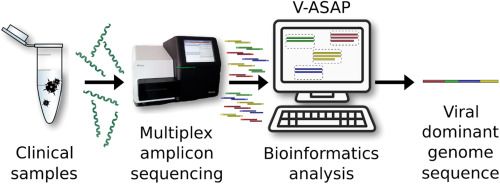 V-ASAP
Clinical
samples
Multiplex
amplicon
sequencing
Bioinformatics
analysis
Viral
dominant
genome
sequence